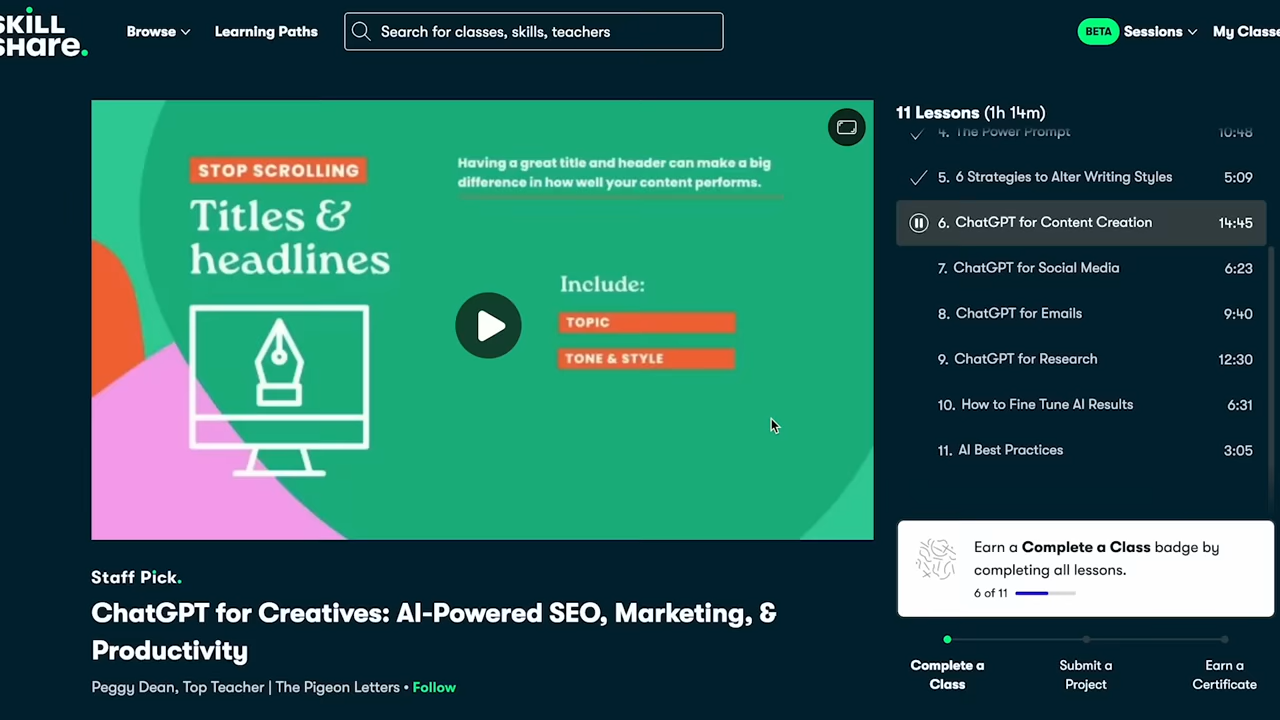 SKILL
SHare.
Browse
Learning Paths
Search for classes, skills, teachers
BETA
Sessions
My Classe
STOP SCROLLING
Titles &
headlines
Having a great title and header can make a big
difference in how well your content performs.
Include:
TOPIC
TONE & STYLE
11 Lessons (1h 14m)
4. The Power Prompt 10:48
5. 6 Strategies to Alter Writing Styles 5:09
6. ChatGPT for Content Creation 14:45
7. ChatGPT for Social Media 6:23
8. ChatGPT for Emails 9:40
9. ChatGPT for Research 12:30
10. How to Fine Tune AI Results 6:31
11. AI Best Practices 3:05
Earn a Complete a Class badge by
completing all lessons.
6 of 11
Complete a
Class
Submit a
Project
Earn a
Certificate
Staff Pick.
ChatGPT for Creatives: AI-Powered SEO, Marketing, &
Productivity
Peggy Dean, Top Teacher | The Pigeon Letters • Follow